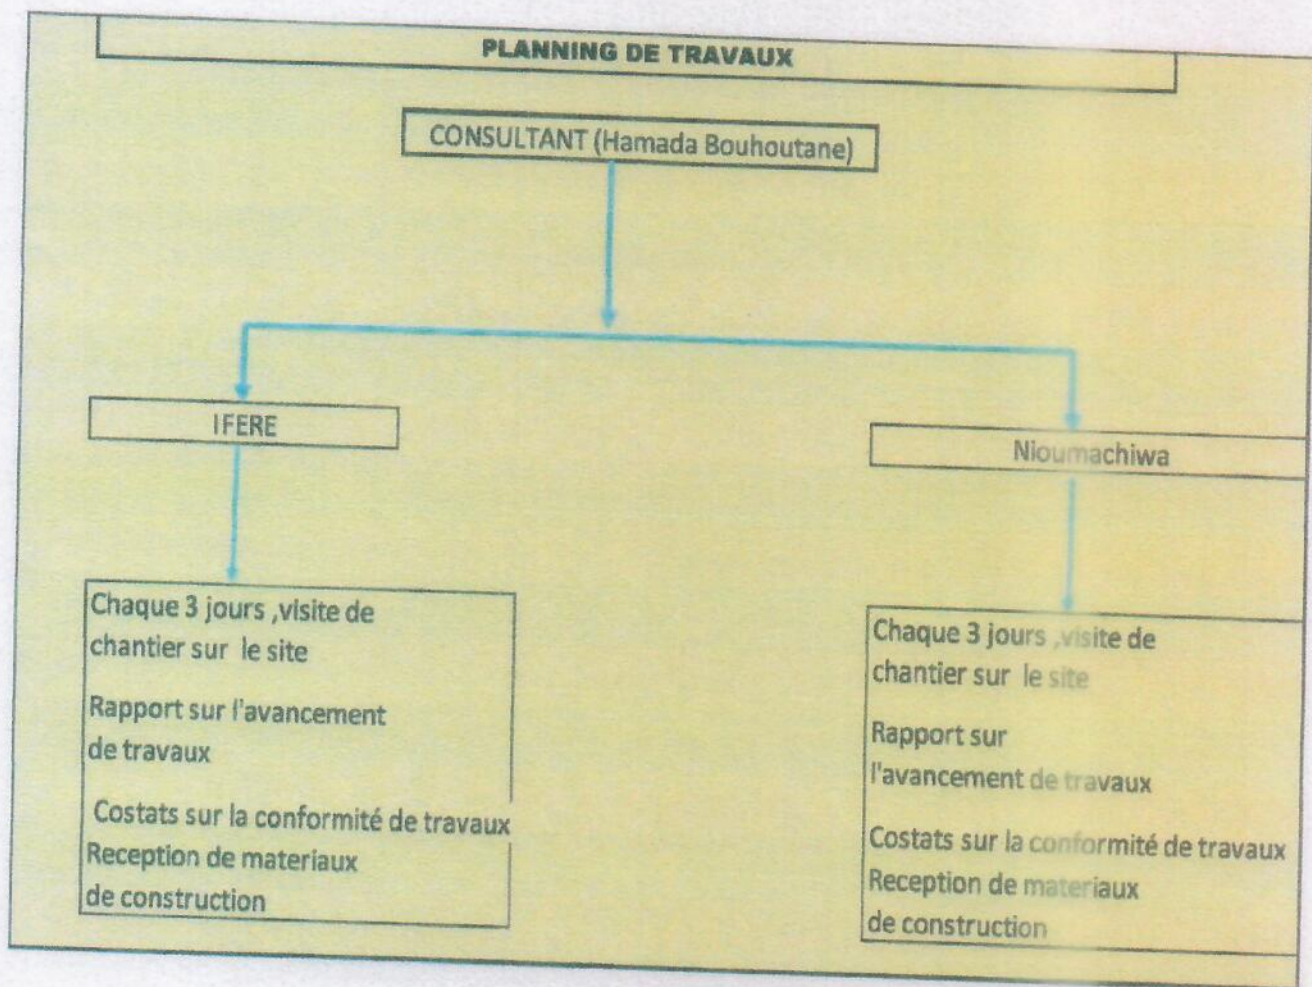 PLANNING DE TRAVAUX
CONSULTANT (Hamada Bouhoutane)
IFERE
Nioumachiwa
Chaque 3 jours ,visite de
chantier sur le site
Rapport sur l'avancement
de travaux
Costats sur la conformité de travaux
Reception de materiaux
de construction
Chaque 3 jours ,visite de
chantier sur le site
Rapport sur
l'avancement de travaux
Costats sur la conformité de travaux
Reception de materiaux
de construction